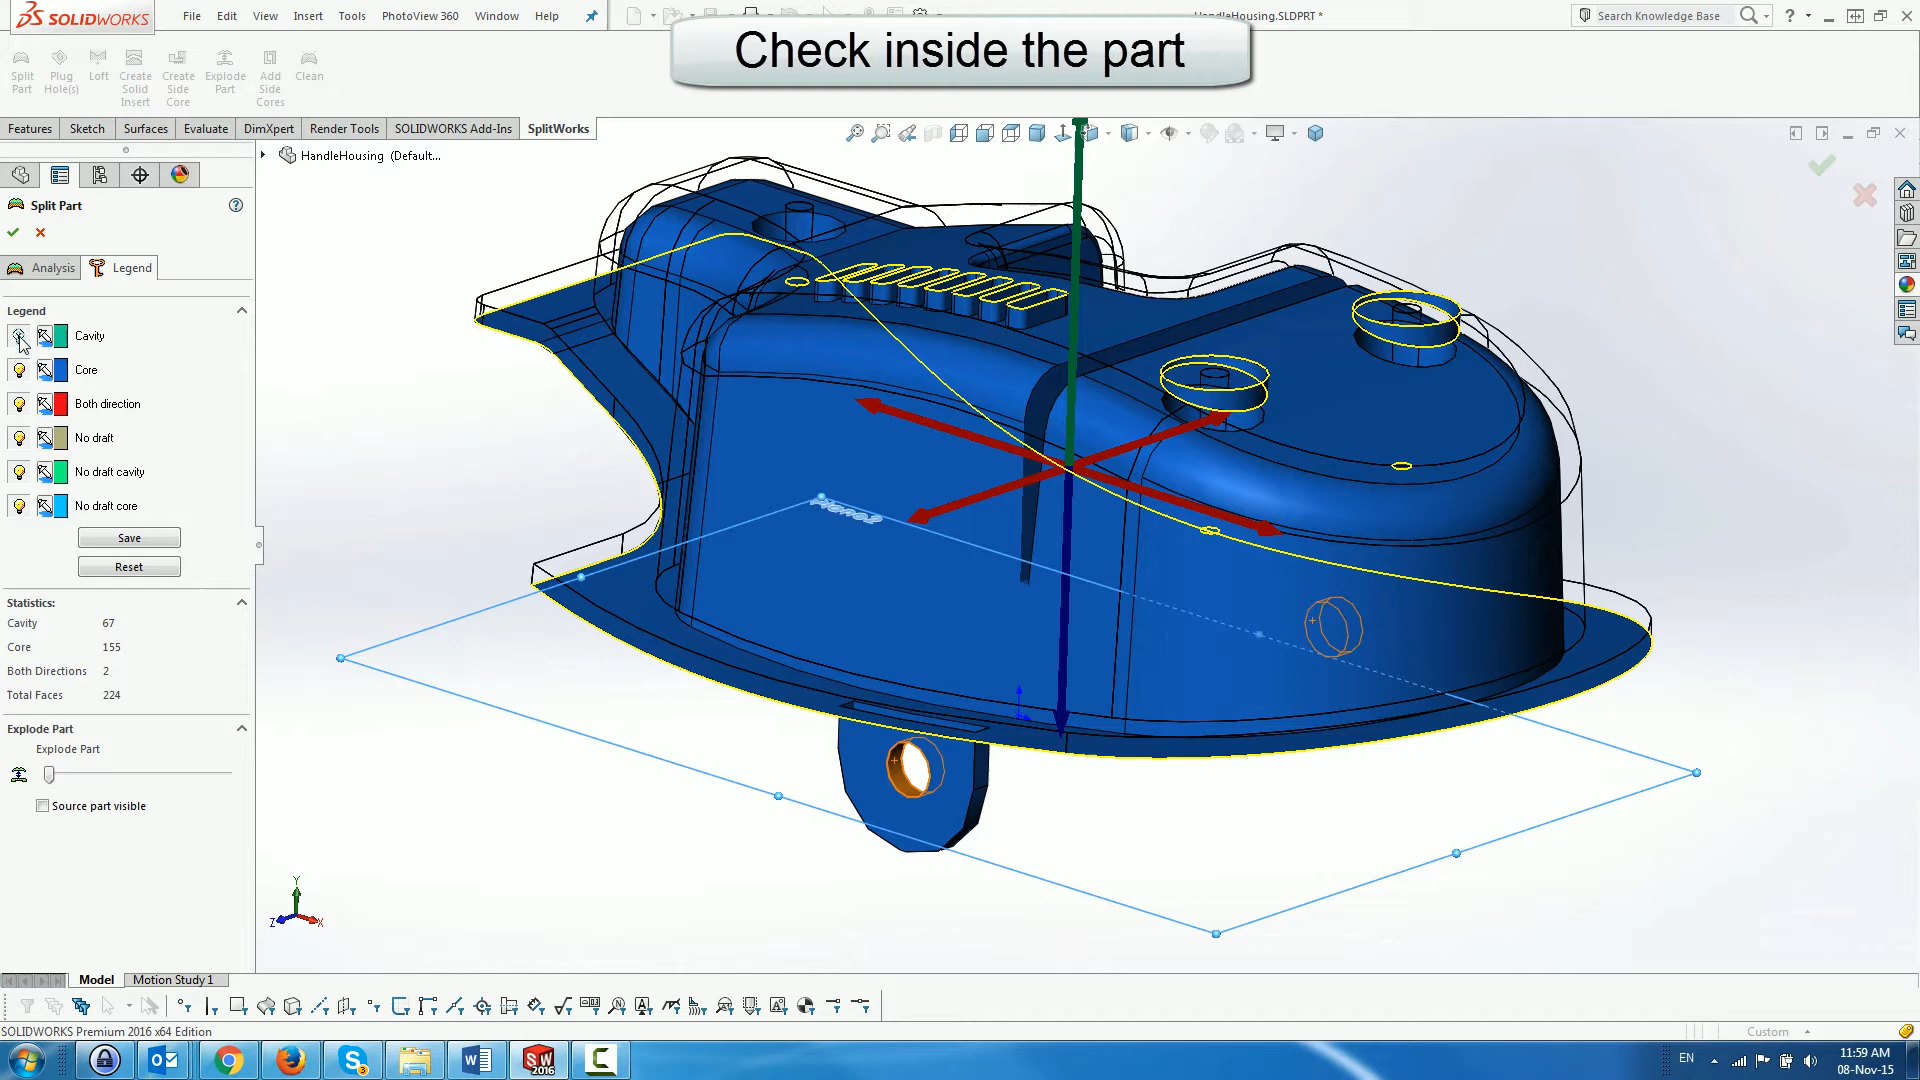 SOLIDWORKS
File Edit View Insert Tools PhotoView 360 Window Help
HandleHousing.SLDPRT *
Search Knowledge Base
Check inside the part
Split Part
Plug Hole(s)
Loft
Create Solid Insert
Create Side Core
Explode Part
Add Side Cores
Clean
Features Sketch Surfaces Evaluate DimXpert Render Tools SOLIDWORKS Add-Ins SplitWorks
HandleHousing (Default...
Split Part
Analysis Legend
Legend
Cavity
Core
Both direction
No draft
No draft cavity
No draft core
Save
Reset
Statistics:
Cavity 67
Core 155
Both Directions 2
Total Faces 224
Explode Part
Explode Part
Source part visible
Plano2
Y
Z X
Model Motion Study 1
SOLIDWORKS Premium 2016 x64 Edition
Custom
SW 2016
3
EN
11:59 AM
08-Nov-15